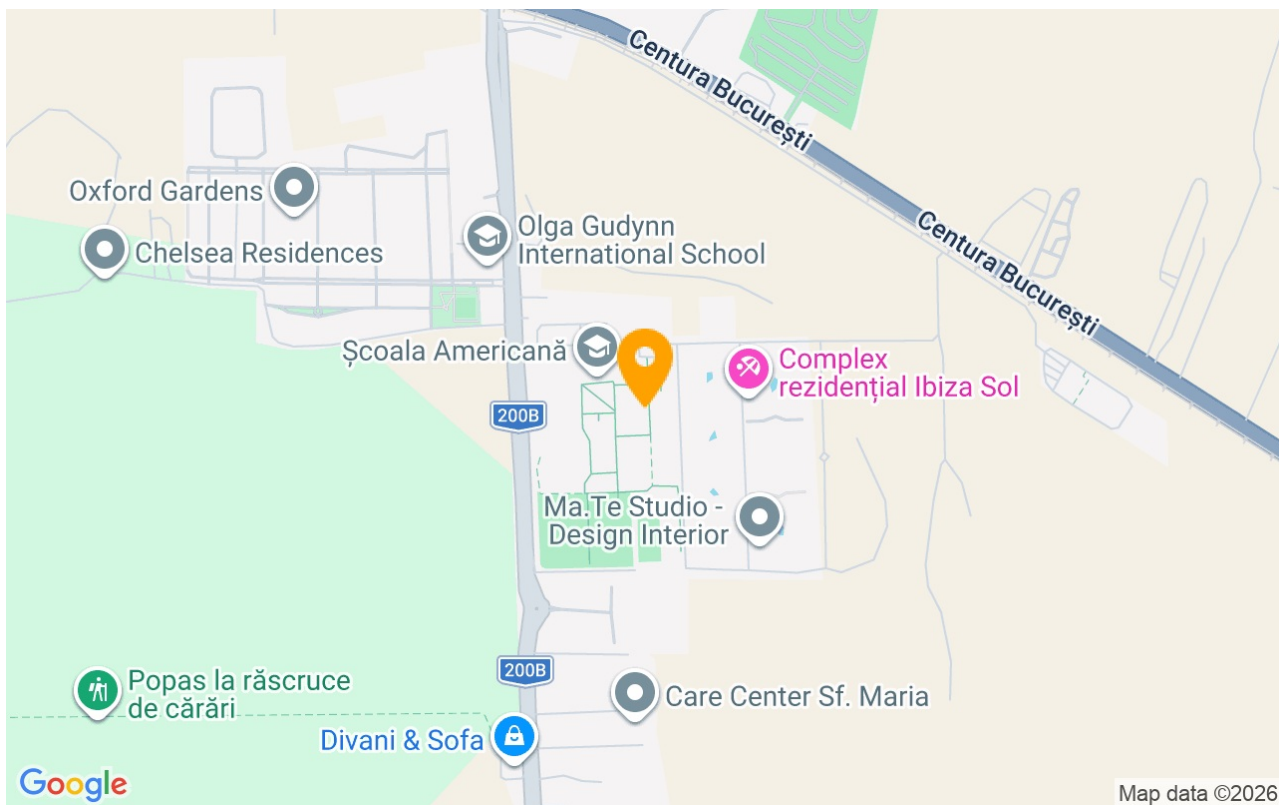 Centura București
Oxford Gardens
Chelsea Residences
Olga Gudynn
International School
Centura București
Școala Americană
Complex
rezidențial Ibiza Sol
200B
Ma.Te Studio -
Design Interior
200B
Popas la răscruce
de cărări
Care Center Sf. Maria
Divani & Sofa
Google
Map data ©2026